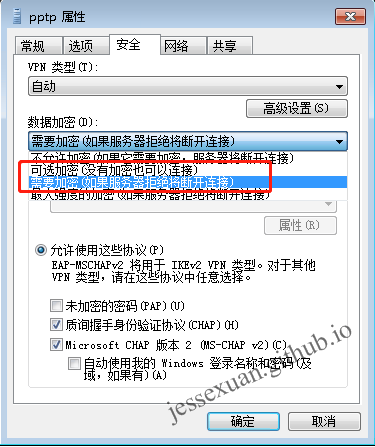 pptp 属性
常规 选项 安全 网络 共享
VPN 类型(T):
自动
高级设置(S)
数据加密(D):
需要加密(如果服务器拒绝将断开连接)
不允许加密(如果它需要加密，服务器将断开连接)
可选加密(没有加密也可以连接)
需要加密(如果服务器拒绝将断开连接)
最大强度的加密(如果服务器拒绝将断开连接)
属性(R)
允许使用这些协议(P)
EAP-MSCHAPv2 将用于 IKEv2 VPN 类型。对于其他
VPN 类型，请在这些协议中任意选择。
未加密的密码(PAP)(U)
质询握手身份验证协议(CHAP)(H)
Microsoft CHAP 版本 2 (MS-CHAP v2)(C)
自动使用我的 Windows 登录名称和密码(及
域，如果有)(A)
jessexuan.github.io
确定 取消